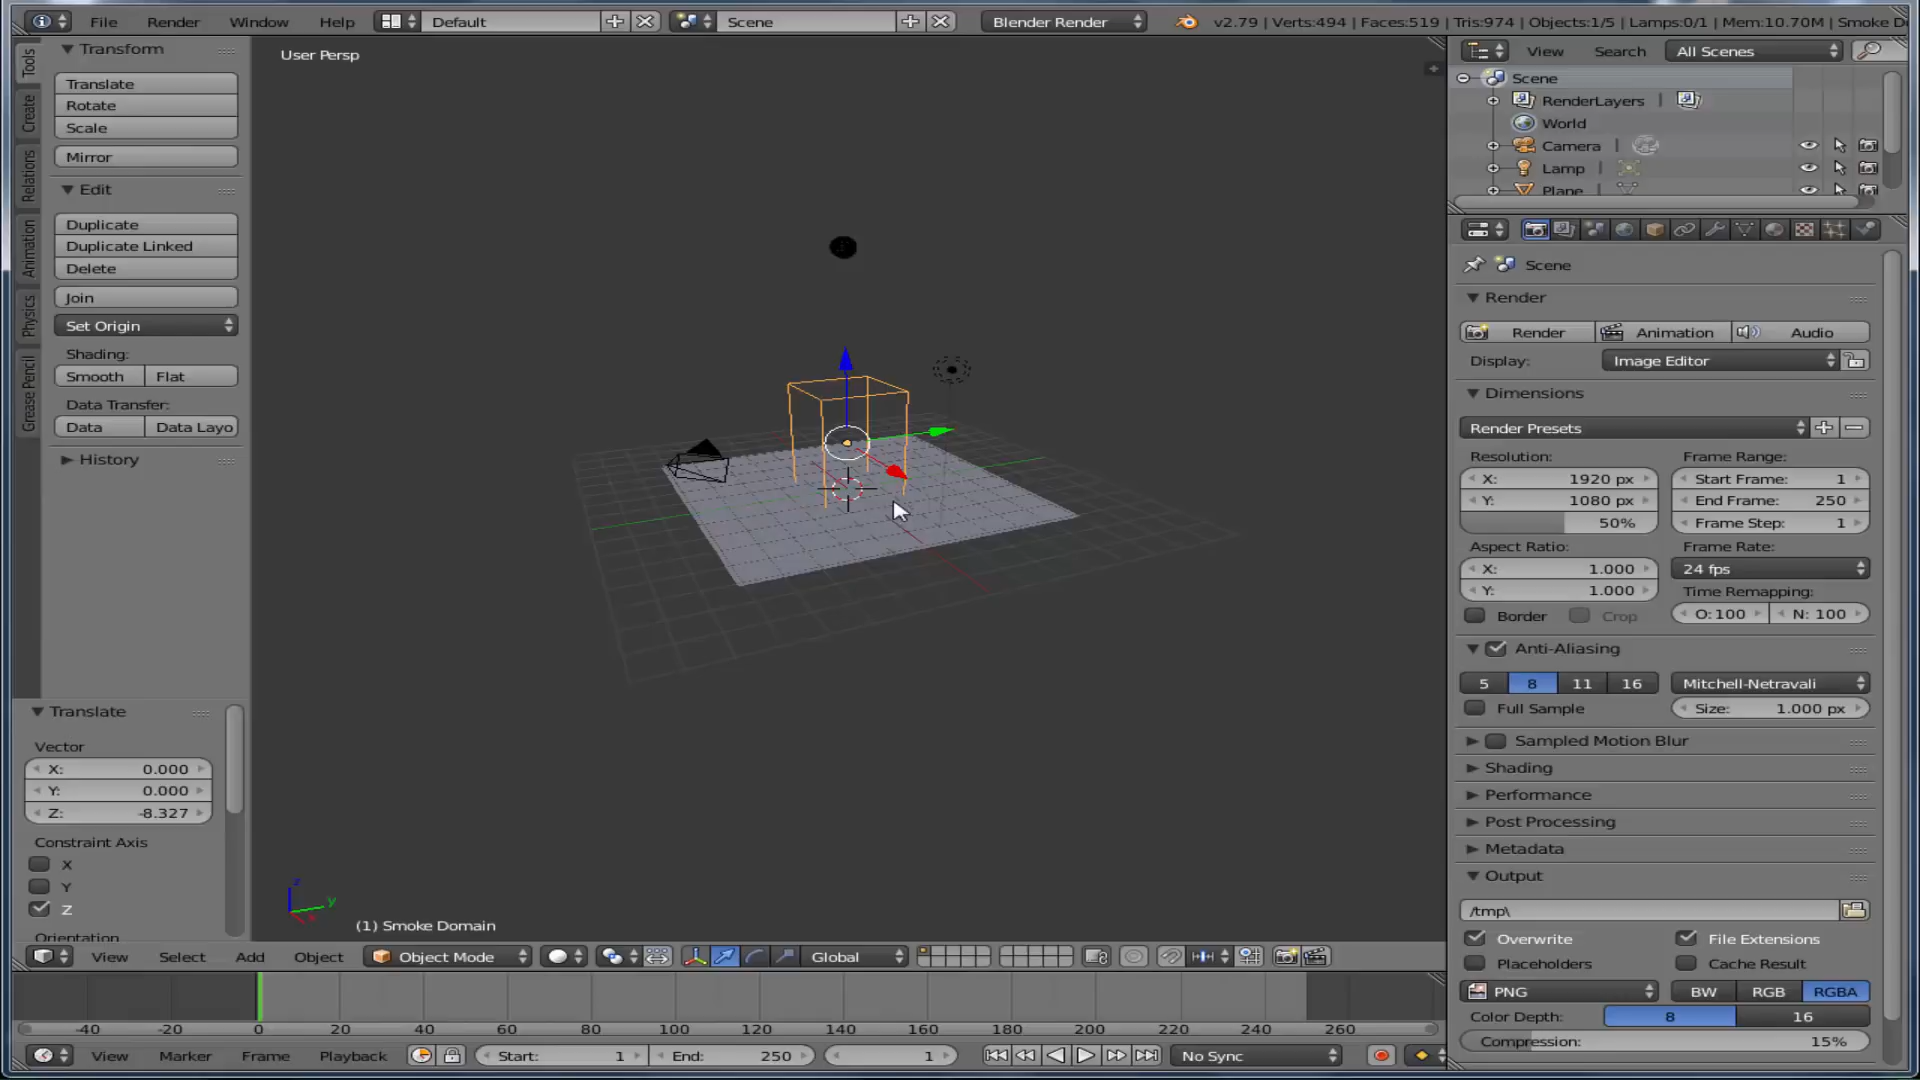 File Render Window Help Default Scene Blender Render v2.79 | Verts:494 | Faces:519 | Tris:974 | Objects:1/5 | Lamps:0/1 | Mem:10.70M | Smoke Do
Tools
Create
Relations
Animation
Physics
Grease Pencil
Transform
Translate
Rotate
Scale
Mirror
Edit
Duplicate
Duplicate Linked
Delete
Join
Set Origin
Shading:
Smooth Flat
Data Transfer:
Data Data Layo
History
Translate
Vector
X: 0.000
Y: 0.000
Z: -8.327
Constraint Axis
X
Y
Z
Orientation
User Persp
z
y
x
(1) Smoke Domain
View Select Add Object Object Mode Global
-40 -20 0 20 40 60 80 100 120 140 160 180 200 220 240 260
View Marker Frame Playback Start: 1 End: 250 1 No Sync
View Search All Scenes
Scene
RenderLayers |
World
Camera |
Lamp |
Plane |
Scene
Render
Render Animation Audio
Display: Image Editor
Dimensions
Render Presets
Resolution: Frame Range:
X: 1920 px Start Frame: 1
Y: 1080 px End Frame: 250
50% Frame Step: 1
Aspect Ratio: Frame Rate:
X: 1.000 24 fps
Y: 1.000 Time Remapping:
Border Crop O: 100 N: 100
Anti-Aliasing
5 8 11 16 Mitchell-Netravali
Full Sample Size: 1.000 px
Sampled Motion Blur
Shading
Performance
Post Processing
Metadata
Output
/tmp\
Overwrite File Extensions
Placeholders Cache Result
PNG BW RGB RGBA
Color Depth: 8 16
Compression: 15%